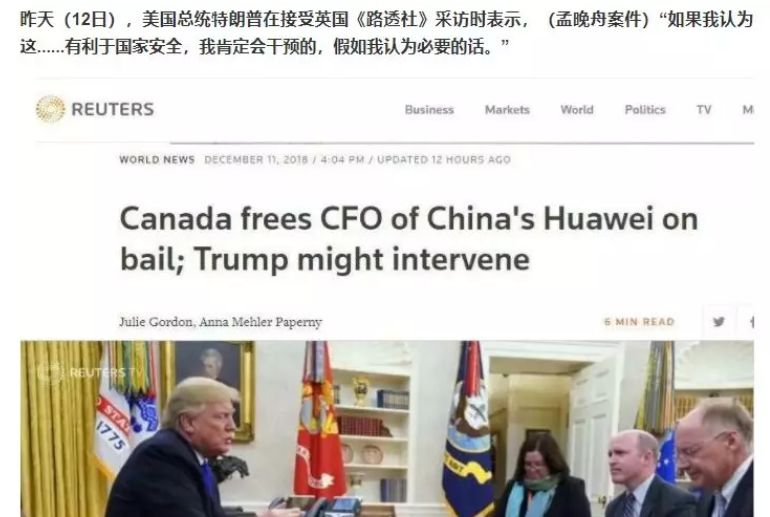 昨天（12日），美国总统特朗普在接受英国《路透社》采访时表示，（孟晚舟案件）“如果我认为
这……有利于国家安全，我肯定会干预的，假如我认为必要的话。”
REUTERS Business Markets World Politics TV M
WORLD NEWS DECEMBER 11, 2018 / 4:04 PM / UPDATED 12 HOURS AGO
Canada frees CFO of China's Huawei on
bail; Trump might intervene
Julie Gordon, Anna Mehler Paperny 6 MIN READ
REUTERS TV
1775